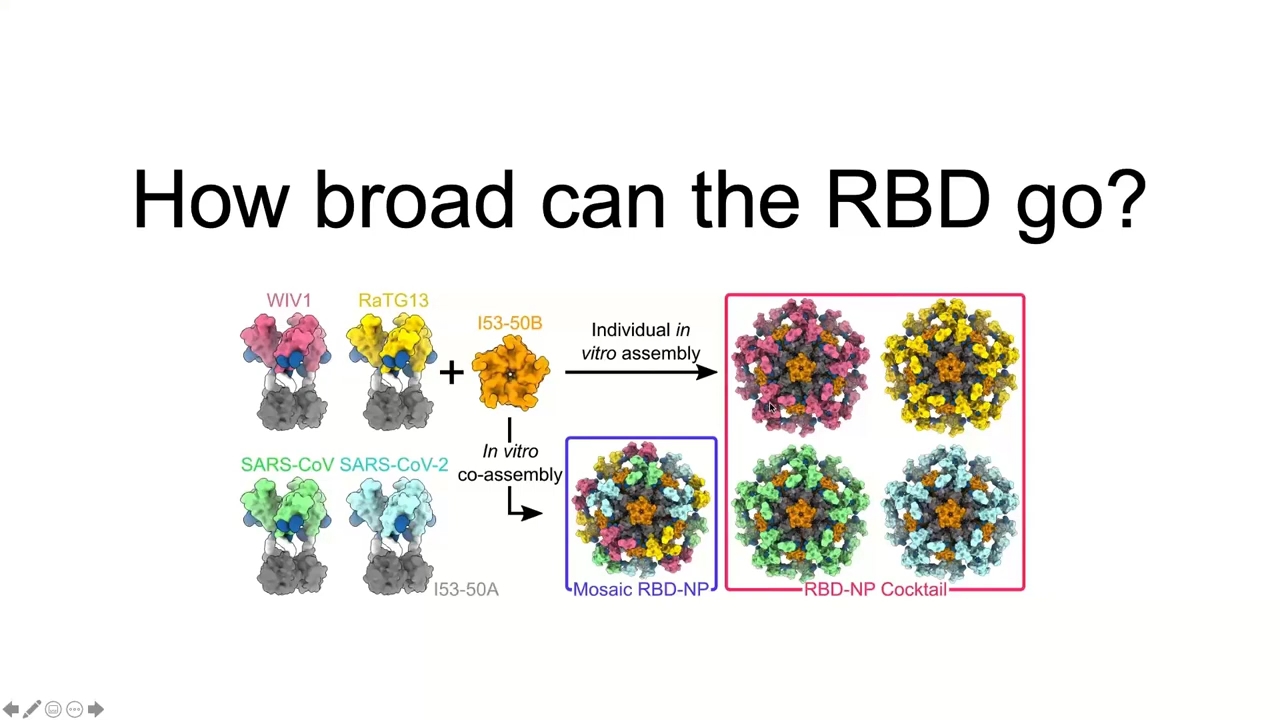 How broad can the RBD go?
WIV1
RaTG13
I53-50B
Individual in
vitro assembly
In vitro
co-assembly
SARS-CoV
SARS-CoV-2
I53-50A
Mosaic RBD-NP
RBD-NP Cocktail